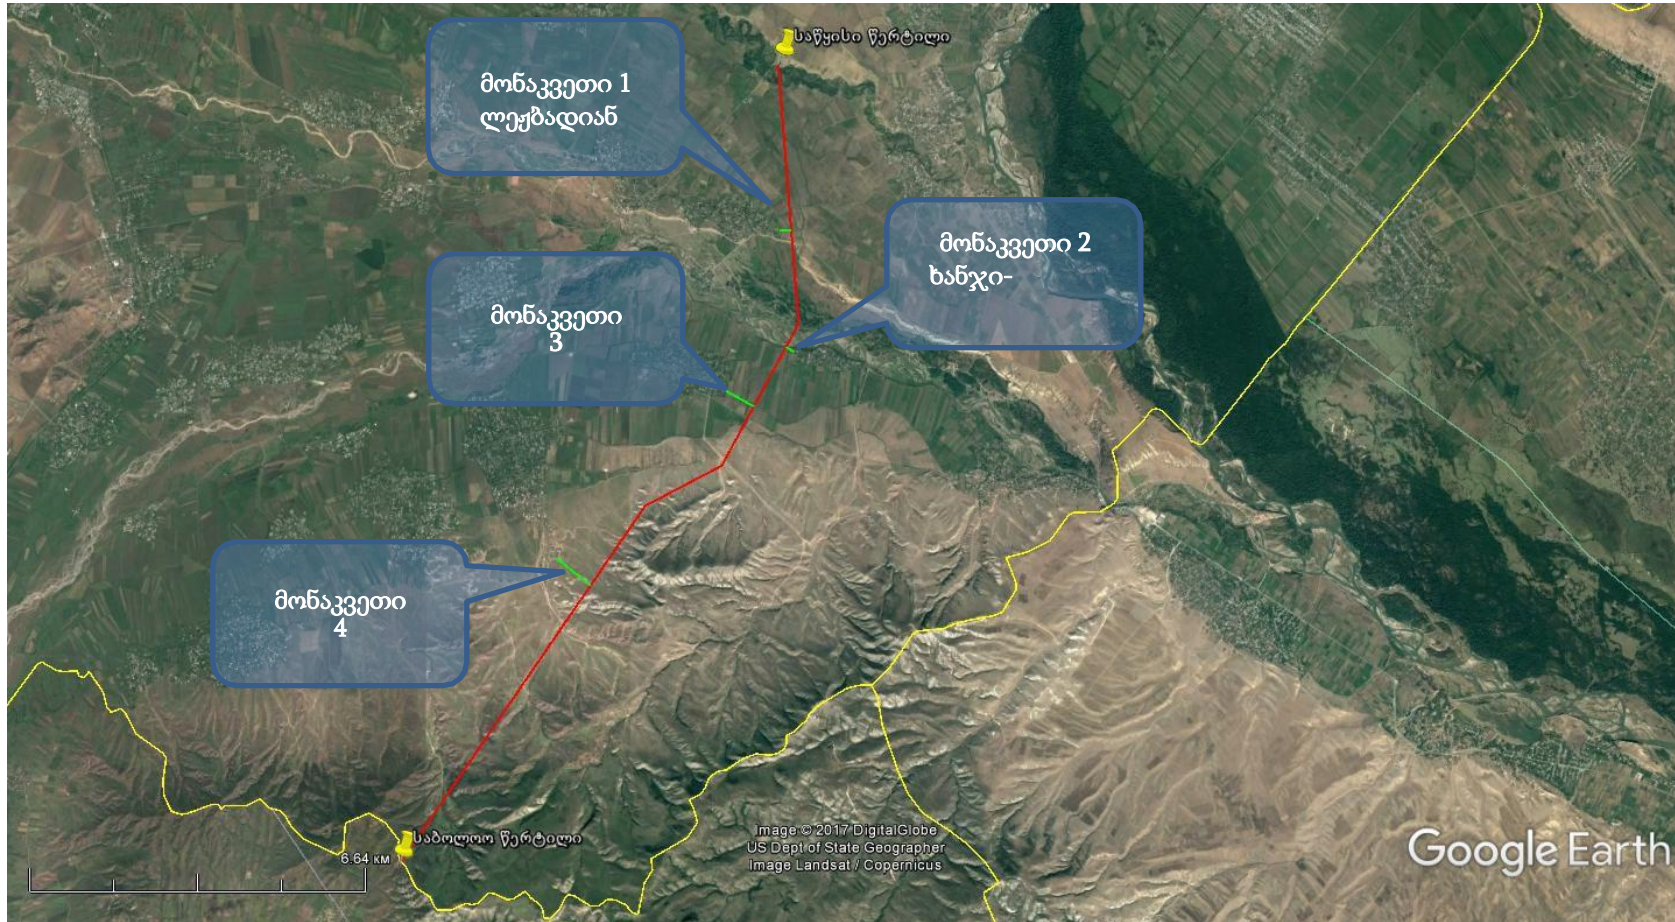 საწყისი წერტილი
მონაკვეთი 1
ლეჟბადიან
მონაკვეთი 2
ხანჯი-
მონაკვეთი
3
მონაკვეთი
4
საბოლოო წერტილი
6.64 км
Image © 2017 DigitalGlobe
US Dept of State Geographer
Image Landsat / Copernicus
Google Earth